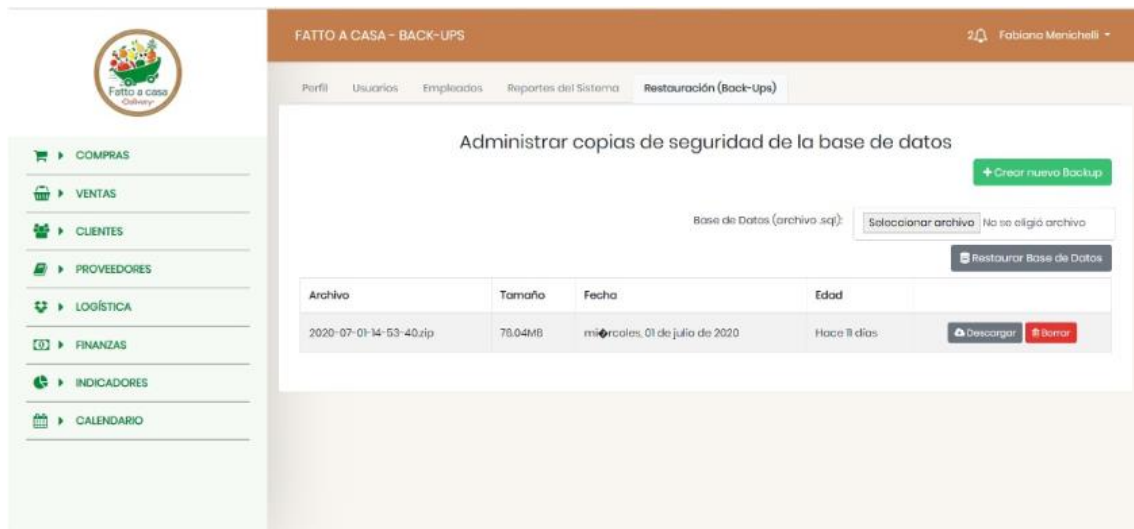 Fatto a casa
-Delivery-
COMPRAS
VENTAS
CLIENTES
PROVEEDORES
LOGÍSTICA
FINANZAS
INDICADORES
CALENDARIO
FATTO A CASA - BACK-UPS
2 Fabiana Menichelli
Perfil Usuarios Empleados Reportes del Sistema Restauración (Back-Ups)
Administrar copias de seguridad de la base de datos
+ Crear nuevo Backup
Base de Datos (archivo .sql): Seleccionar archivo No se eligió archivo
Restaurar Base de Datos
Archivo Tamaño Fecha Edad
2020-07-01-14-53-40.zip 78.04MB mi�rcoles, 01 de julio de 2020 Hace 11 días Descargar Borrar